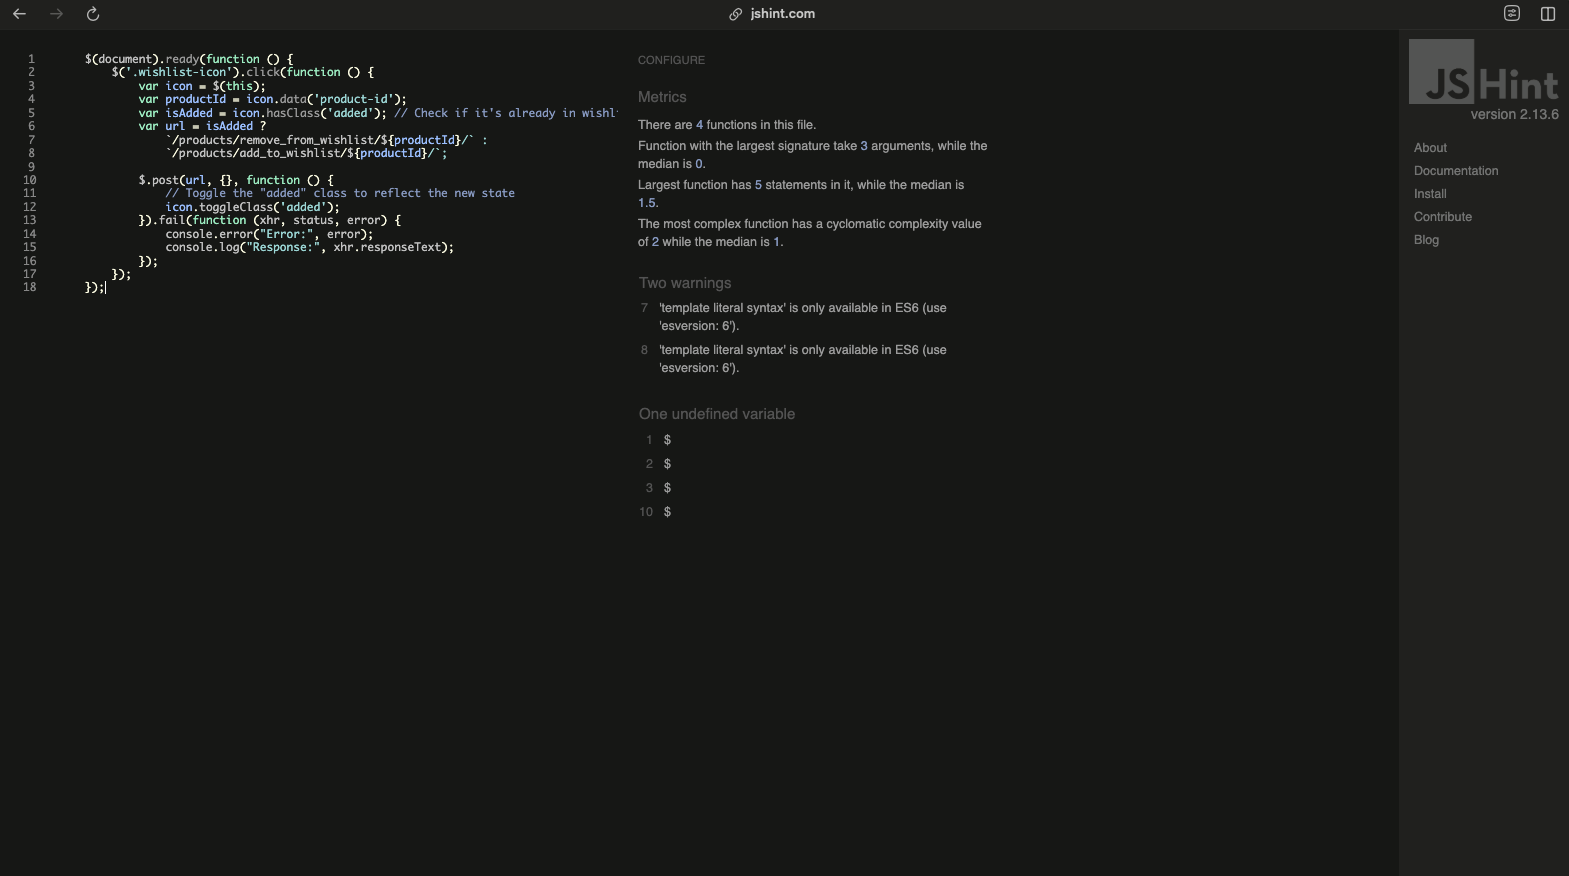 jshint.com
1 $(document).ready(function () {
2 $('.wishlist-icon').click(function () {
3 var icon = $(this);
4 var productId = icon.data('product-id');
5 var isAdded = icon.hasClass('added'); // Check if it's already in wishl
6 var url = isAdded ?
7 `/products/remove_from_wishlist/${productId}/` :
8 `/products/add_to_wishlist/${productId}/`;
9
10 $.post(url, {}, function () {
11 // Toggle the "added" class to reflect the new state
12 icon.toggleClass('added');
13 }).fail(function (xhr, status, error) {
14 console.error("Error:", error);
15 console.log("Response:", xhr.responseText);
16 });
17 });
18 });
CONFIGURE
Metrics
There are 4 functions in this file.
Function with the largest signature take 3 arguments, while the
median is 0.
Largest function has 5 statements in it, while the median is
1.5.
The most complex function has a cyclomatic complexity value
of 2 while the median is 1.
Two warnings
7 'template literal syntax' is only available in ES6 (use
'esversion: 6').
8 'template literal syntax' is only available in ES6 (use
'esversion: 6').
One undefined variable
1 $
2 $
3 $
10 $
JSHint
version 2.13.6
About
Documentation
Install
Contribute
Blog